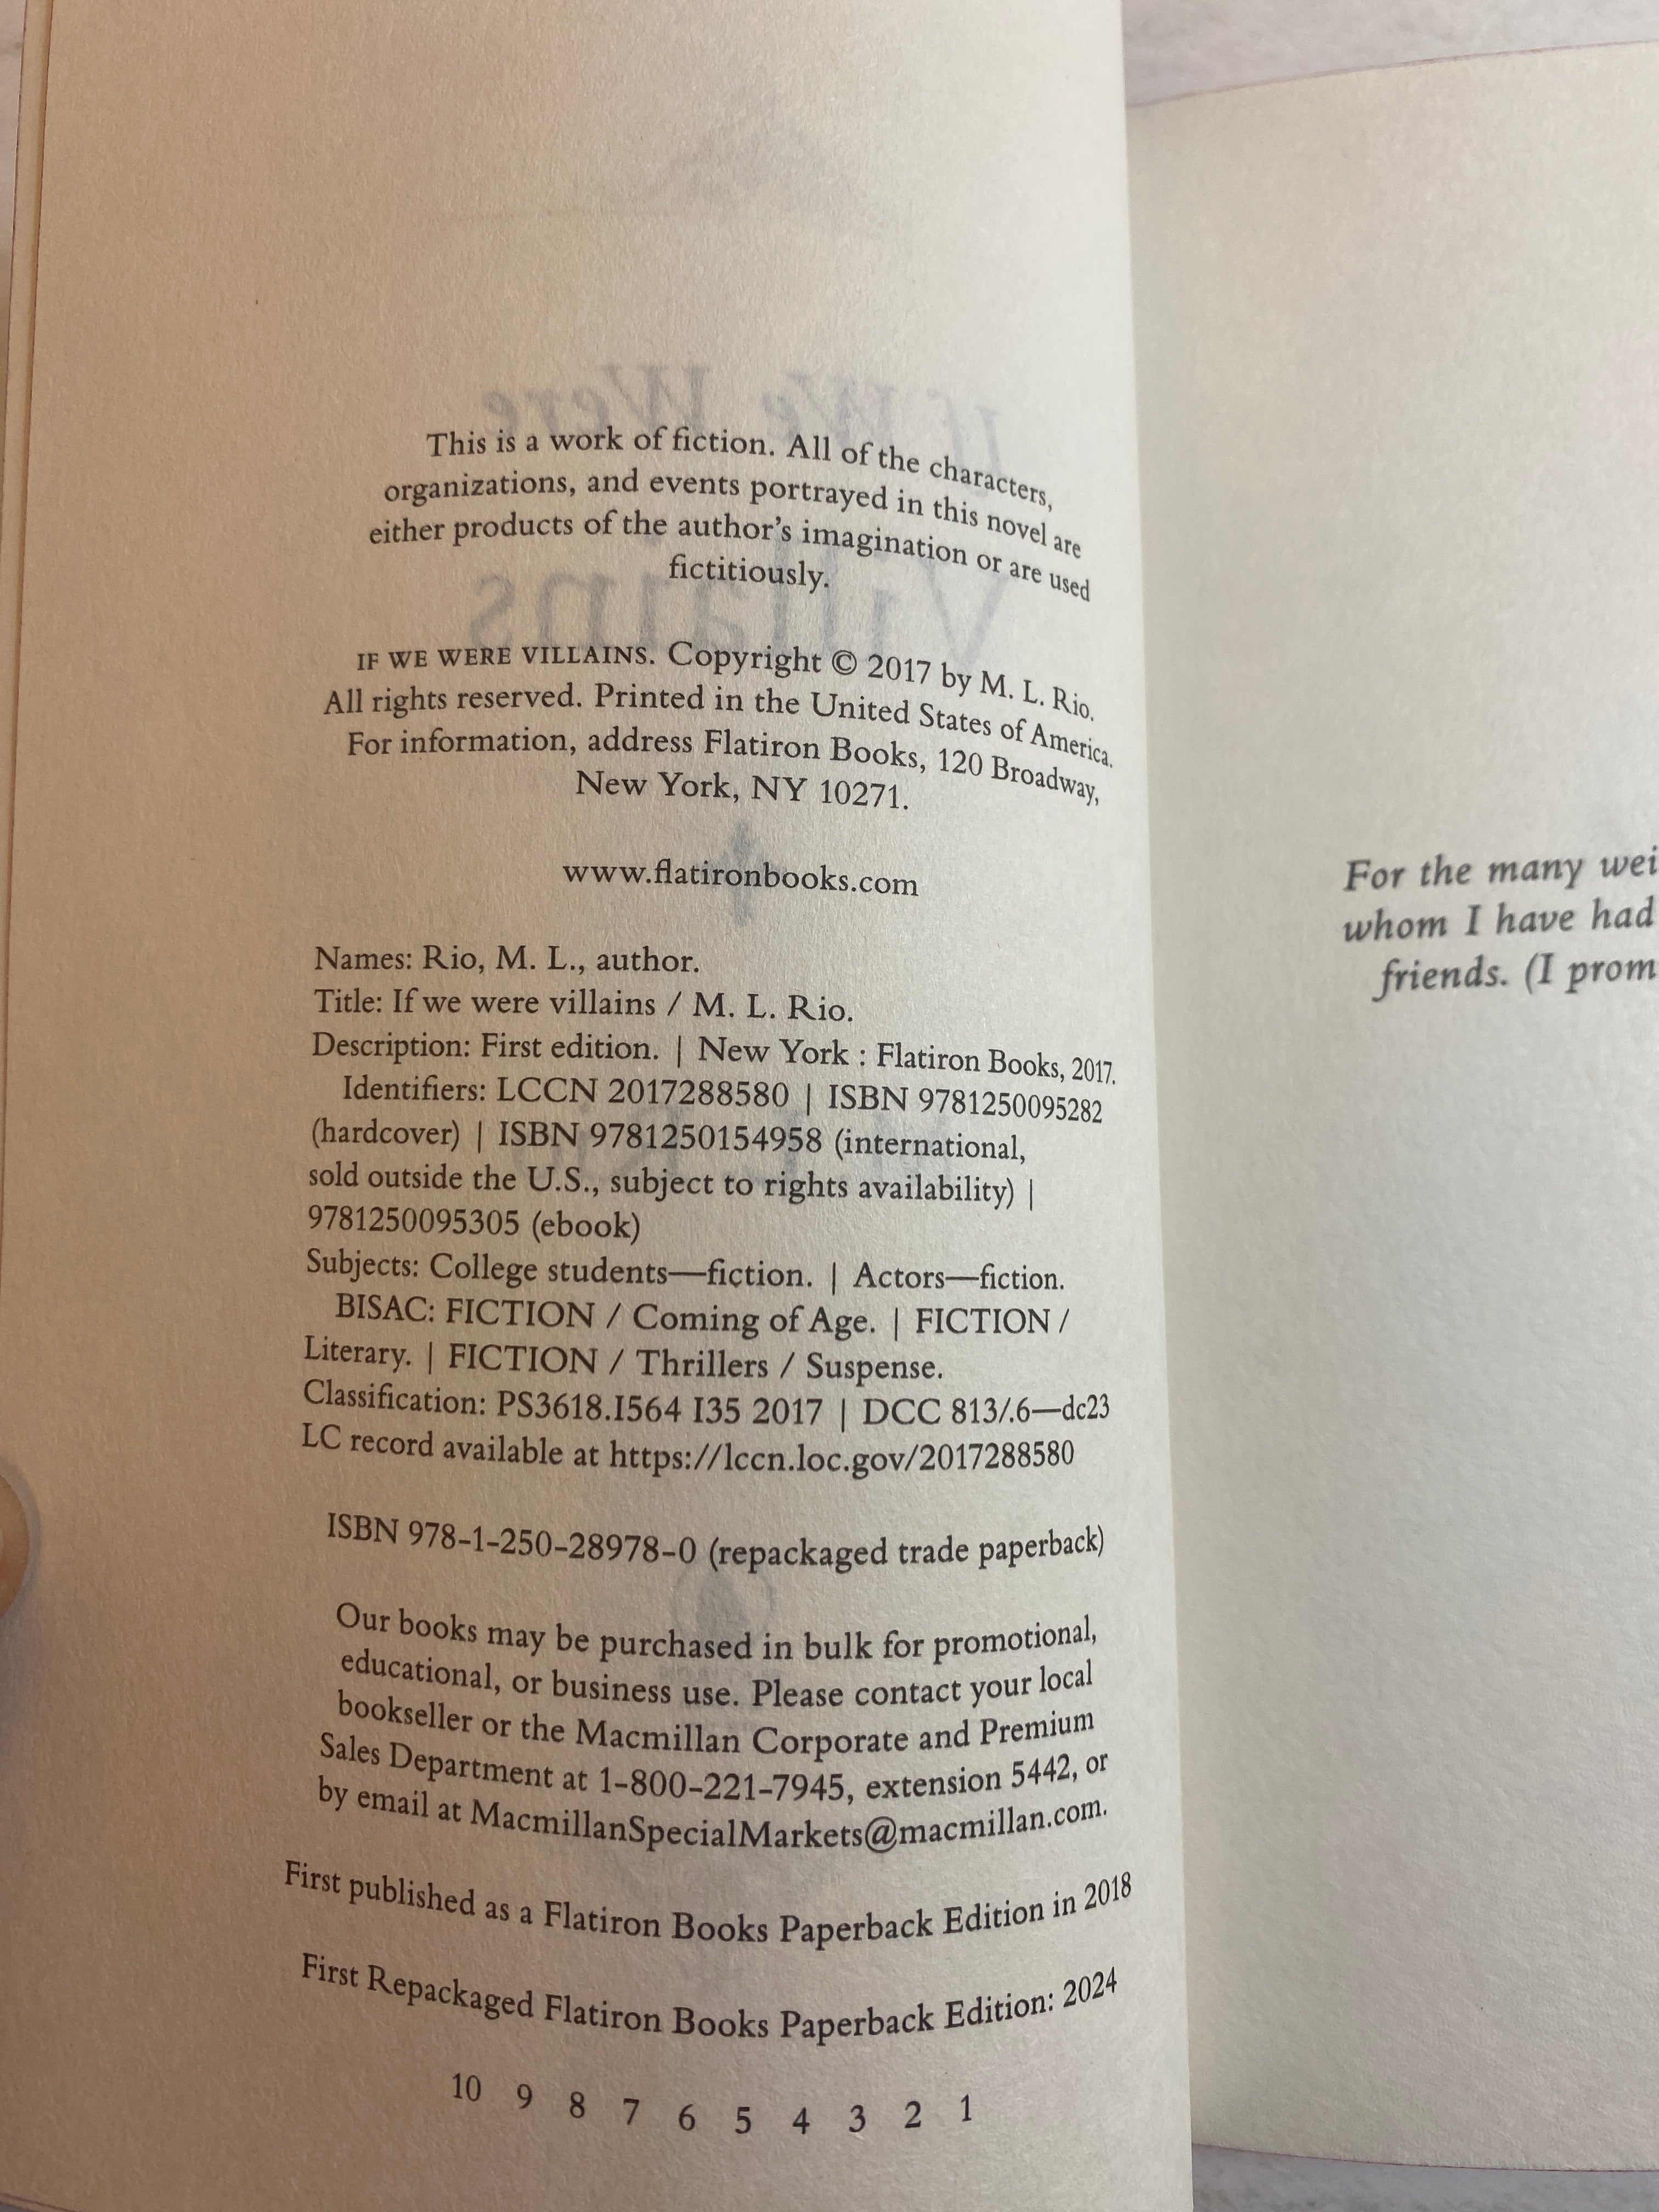 This is a work of fiction. All of the characters,
organizations, and events portrayed in this novel are
either products of the author's imagination or are used
fictitiously.
IF WE WERE VILLAINS. Copyright © 2017 by M. L. Rio.
All rights reserved. Printed in the United States of America.
For information, address Flatiron Books, 120 Broadway,
New York, NY 10271.
www.flatironbooks.com
Names: Rio, M. L., author.
Title: If we were villains / M. L. Rio.
Description: First edition. | New York : Flatiron Books, 2017.
Identifiers: LCCN 2017288580 | ISBN 9781250095282
(hardcover) | ISBN 9781250154958 (international,
sold outside the U.S., subject to rights availability) |
9781250095305 (ebook)
Subjects: College students—fiction. | Actors—fiction.
BISAC: FICTION / Coming of Age. | FICTION /
Literary. | FICTION / Thrillers / Suspense.
Classification: PS3618.I564 I35 2017 | DCC 813/.6—dc23
LC record available at https://lccn.loc.gov/2017288580
ISBN 978-1-250-28978-0 (repackaged trade paperback)
Our books may be purchased in bulk for promotional,
educational, or business use. Please contact your local
bookseller or the Macmillan Corporate and Premium
Sales Department at 1-800-221-7945, extension 5442, or
by email at MacmillanSpecialMarkets@macmillan.com.
First published as a Flatiron Books Paperback Edition in 2018
First Repackaged Flatiron Books Paperback Edition: 2024
10 9 8 7 6 5 4 3 2 1
For the many wei
whom I have had
friends. (I prom